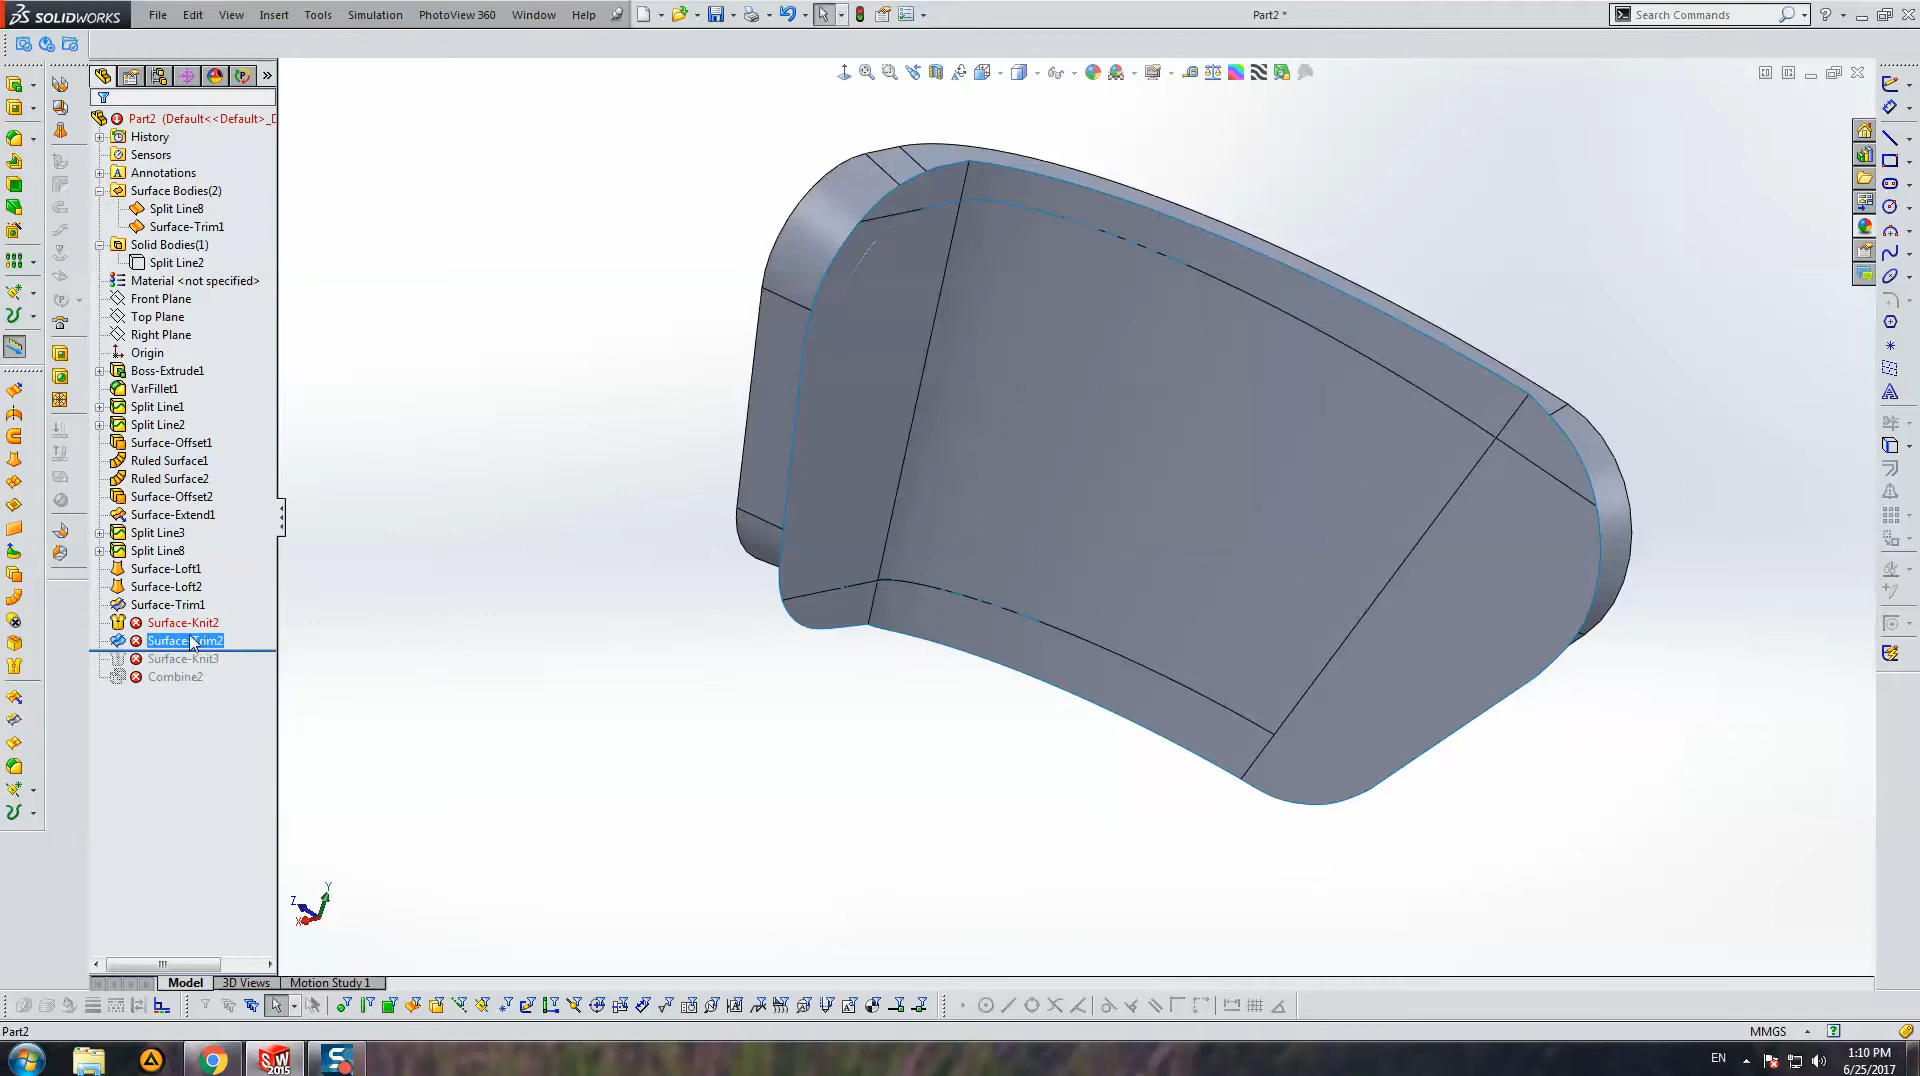 SOLIDWORKS
File Edit View Insert Tools Simulation PhotoView 360 Window Help
Part2 *
Search Commands
Part2 (Default<<Default>_D
History
Sensors
Annotations
Surface Bodies(2)
Split Line8
Surface-Trim1
Solid Bodies(1)
Split Line2
Material <not specified>
Front Plane
Top Plane
Right Plane
Origin
Boss-Extrude1
VarFillet1
Split Line1
Split Line2
Surface-Offset1
Ruled Surface1
Ruled Surface2
Surface-Offset2
Surface-Extend1
Split Line3
Split Line8
Surface-Loft1
Surface-Loft2
Surface-Trim1
Surface-Knit2
Surface-Trim2
Surface-Knit3
Combine2
Y
Z
X
Model 3D Views Motion Study 1
Part2
MMGS
SW
2015
S
EN
1:10 PM
6/25/2017